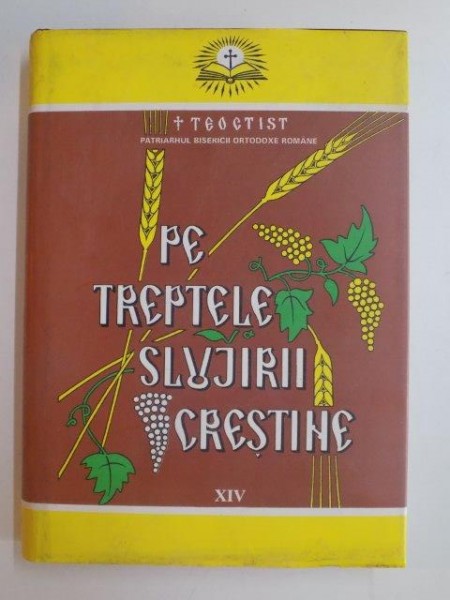 † TEOCTIST
PATRIARHUL BISERICII ORTODOXE ROMÂNE
PE
TREPTELE
SLUJIRII
CREȘTINE
XIV